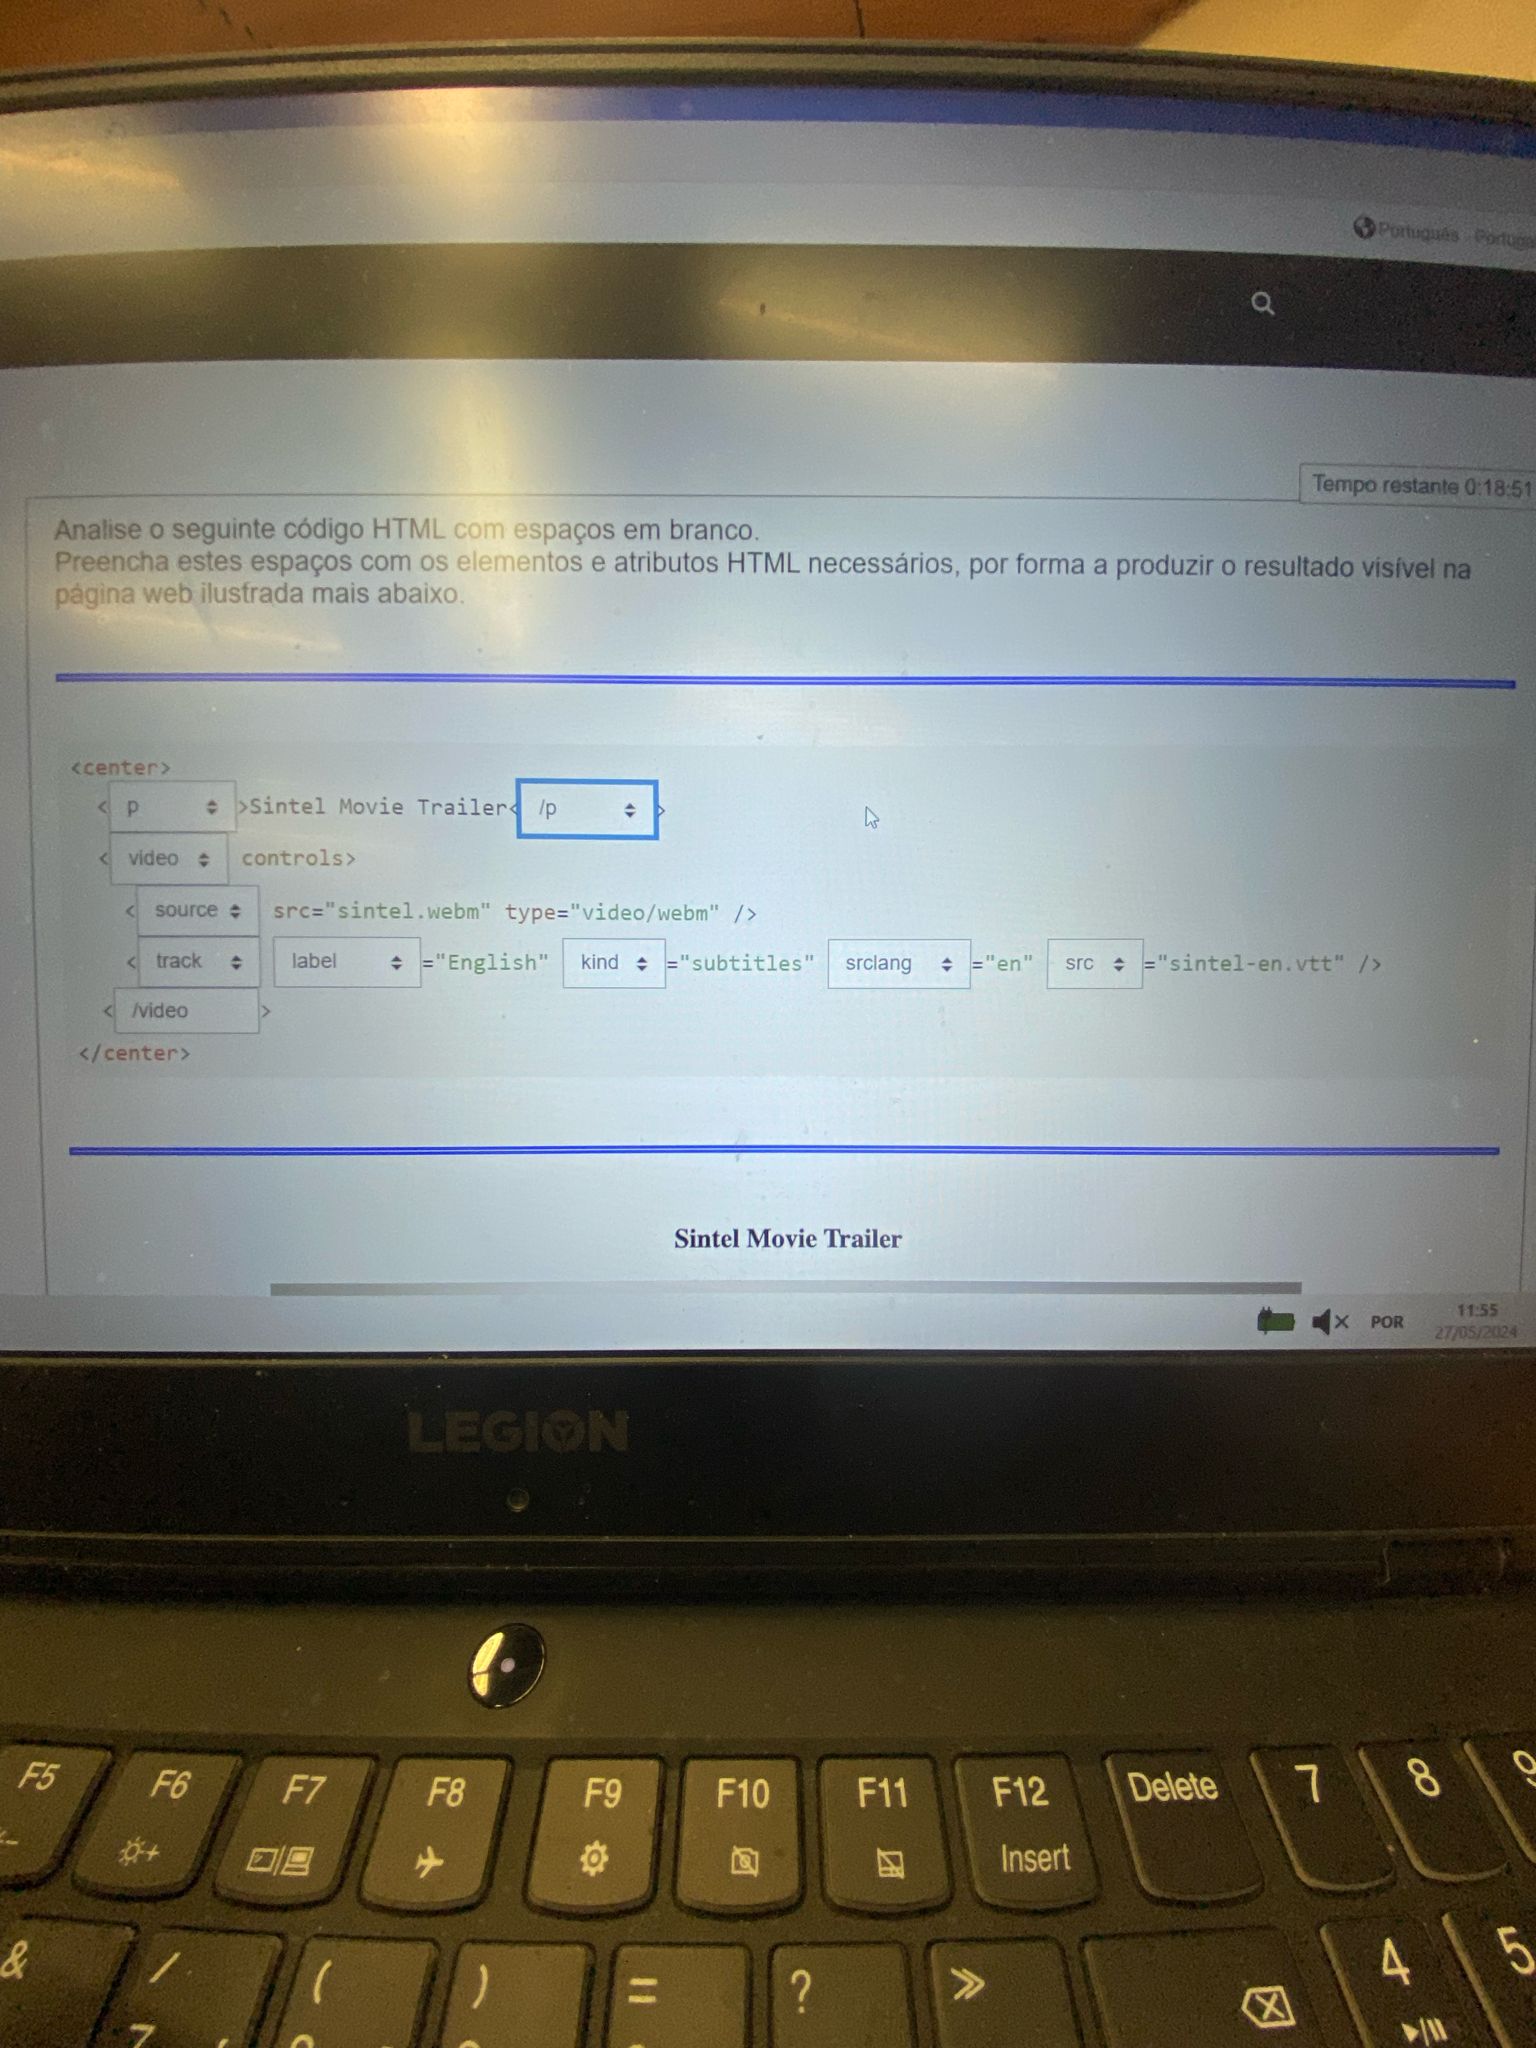 Português - Portug
Tempo restante 0:18:51
Analise o seguinte código HTML com espaços em branco.
Preencha estes espaços com os elementos e atributos HTML necessários, por forma a produzir o resultado visível na
página web ilustrada mais abaixo.
<center>
< p >Sintel Movie Trailer< /p >
< video controls>
< source src="sintel.webm" type="video/webm" />
< track label ="English" kind ="subtitles" srclang ="en" src ="sintel-en.vtt" />
< /video >
</center>
Sintel Movie Trailer
POR
11:55
27/05/2024
LEGION
F5 F6 F7 F8 F9 F10 F11 F12 Delete 7 8 9
Insert
& / ( ) = ? » 4 5
7